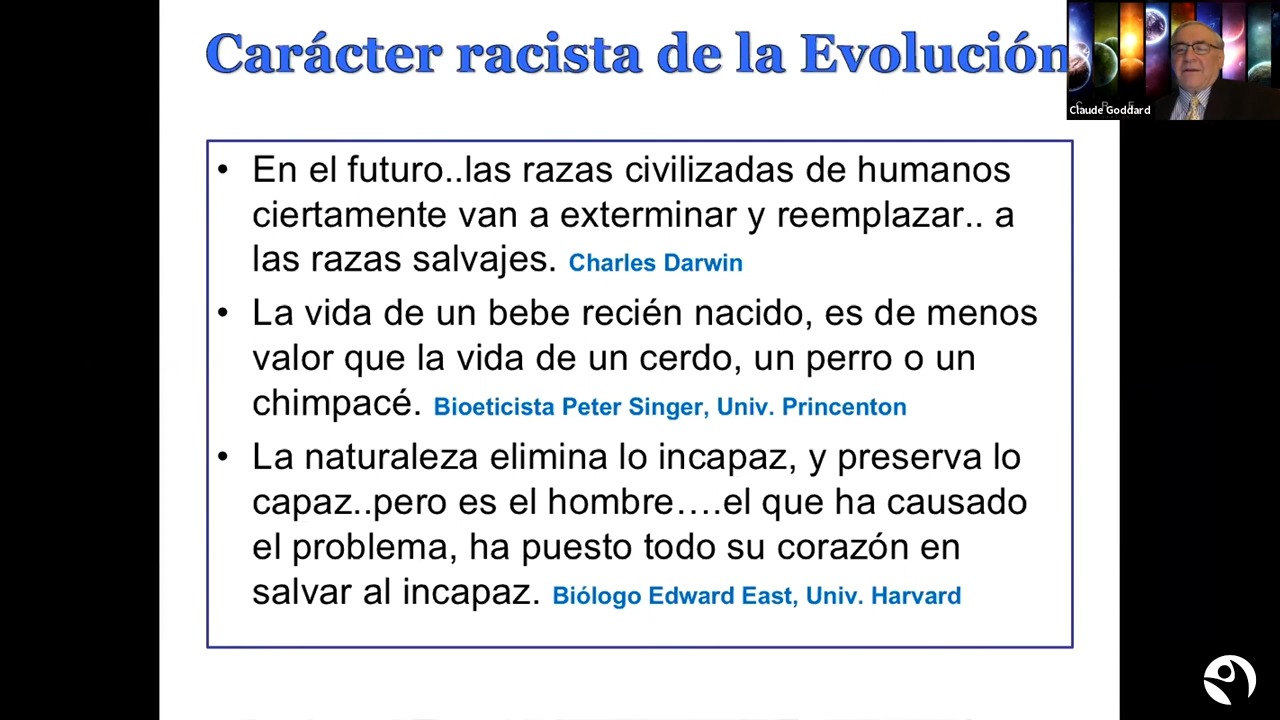 Carácter racista de la Evolución
Claude Goddard
• En el futuro..las razas civilizadas de humanos
ciertamente van a exterminar y reemplazar.. a
las razas salvajes. Charles Darwin
• La vida de un bebe recién nacido, es de menos
valor que la vida de un cerdo, un perro o un
chimpacé. Bioeticista Peter Singer, Univ. Princenton
• La naturaleza elimina lo incapaz, y preserva lo
capaz..pero es el hombre….el que ha causado
el problema, ha puesto todo su corazón en
salvar al incapaz. Biólogo Edward East, Univ. Harvard